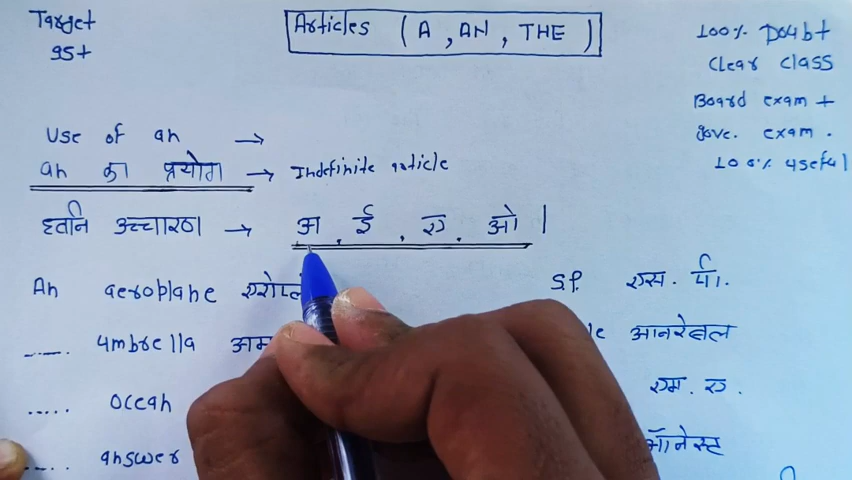 Target
95+
Articles ( A , AN , THE )
100% Doubt
Clear Class
Board exam +
gove. exam .
100% useful
Use of an →
an का प्रयोग → Indefinite article
ध्वनि उच्चारण → अ , ई , ए , ओ |
An aeroplane
S.P. एस. पी.
..... umbrella
आनरेबल
..... ocean
एम. ए.
..... answer
ऑनेस्ट